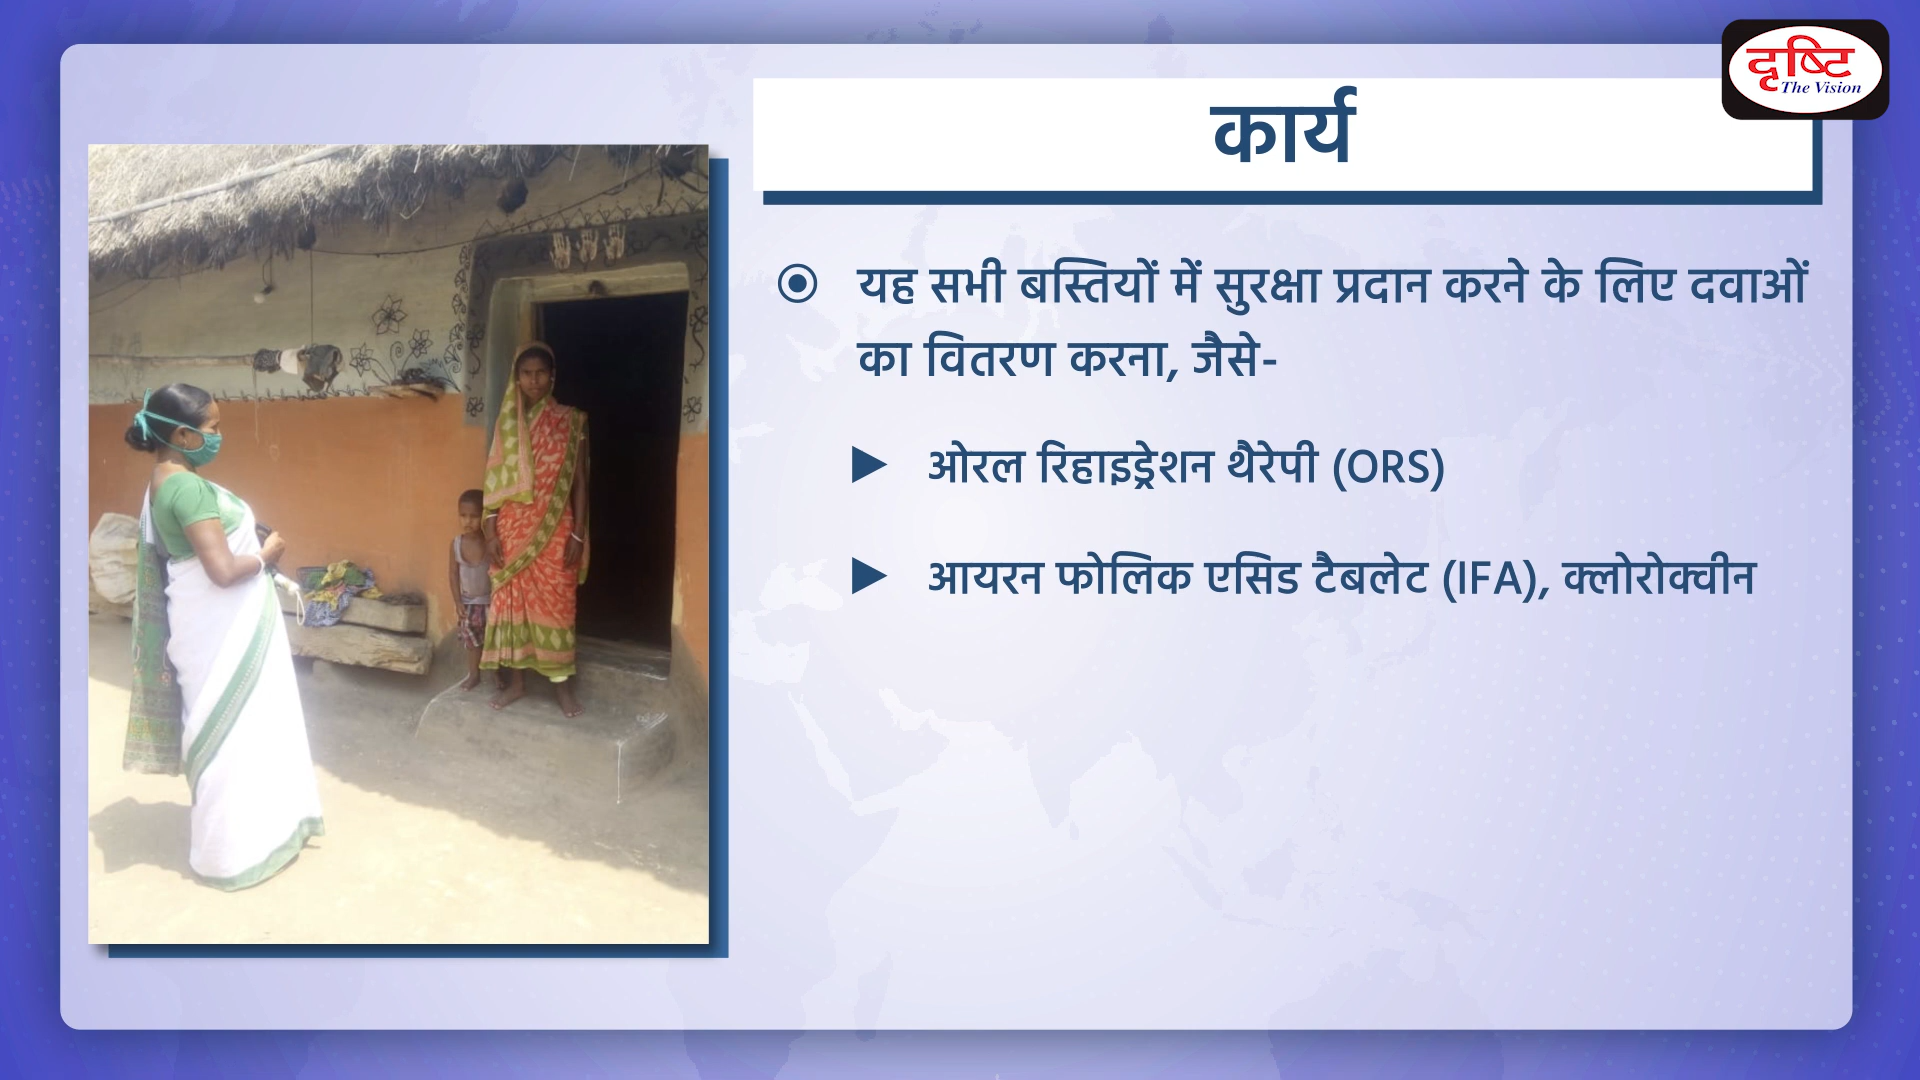 दृष्टि
The Vision
कार्य
यह सभी बस्तियों में सुरक्षा प्रदान करने के लिए दवाओं
का वितरण करना, जैसे-
ओरल रिहाइड्रेशन थैरेपी (ORS)
आयरन फोलिक एसिड टैबलेट (IFA), क्लोरोक्वीन